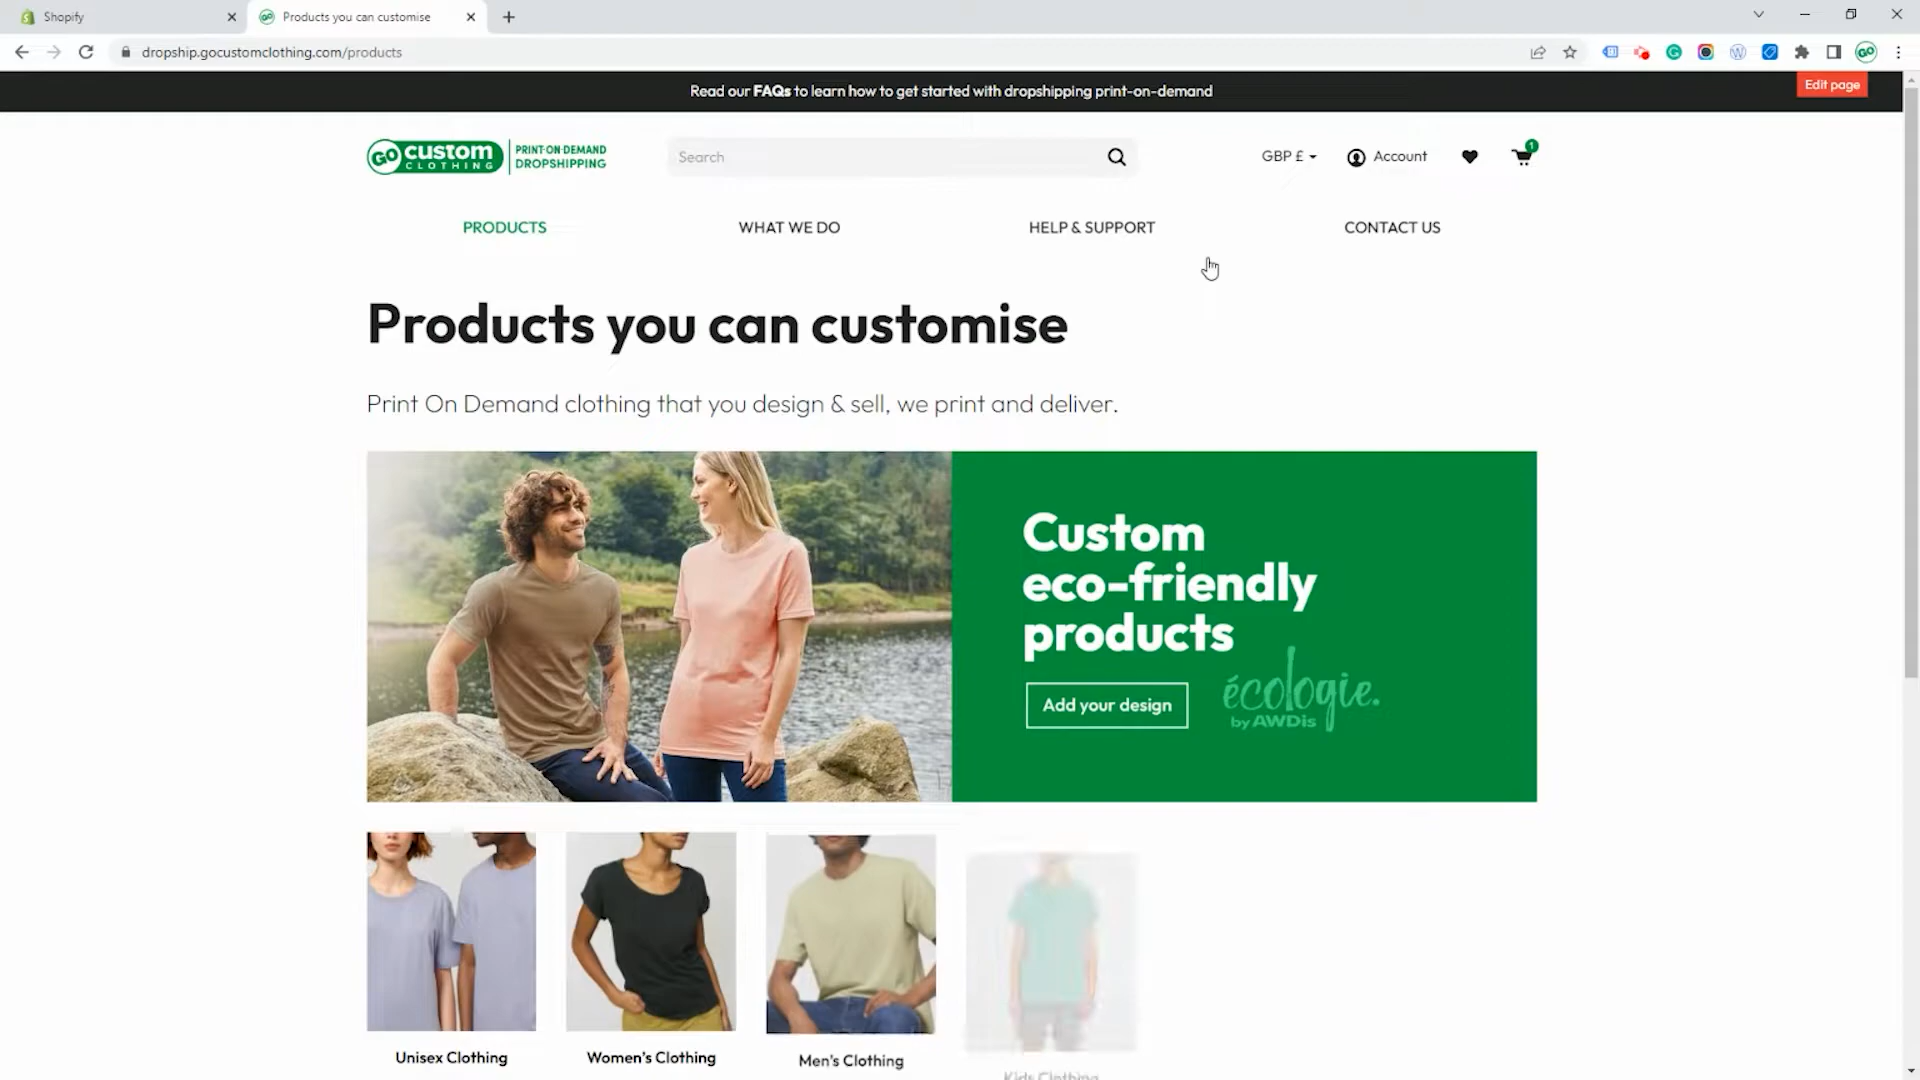 Shopify
Products you can customise
dropship.gocustomclothing.com/products
Read our FAQs to learn how to get started with dropshipping print-on-demand
Edit page
GO custom CLOTHING
PRINT-ON-DEMAND
DROPSHIPPING
Search
GBP £
Account
1
PRODUCTS
WHAT WE DO
HELP & SUPPORT
CONTACT US
Products you can customise
Print On Demand clothing that you design & sell, we print and deliver.
Custom
eco-friendly
products
Add your design
écologie.
by AWDis
Unisex Clothing
Women's Clothing
Men's Clothing
Kids Clothing